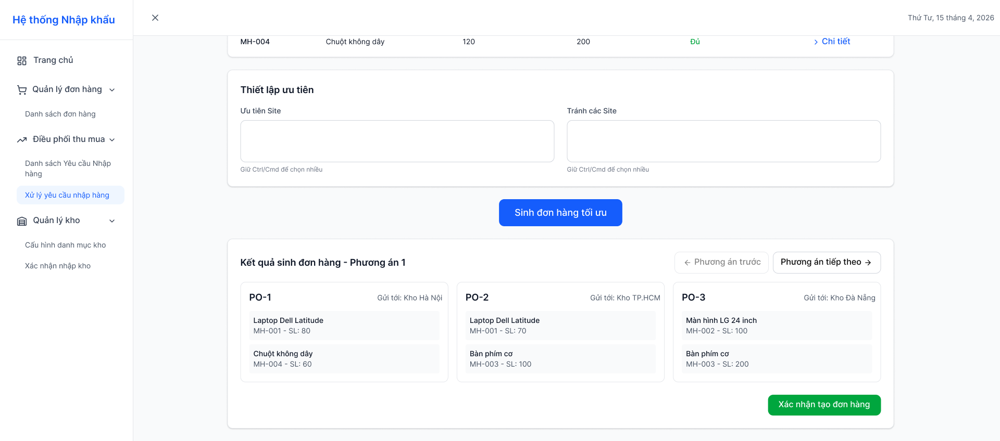 Hệ thống Nhập khẩu
Thứ Tư, 15 tháng 4, 2026
Trang chủ
Quản lý đơn hàng
Danh sách đơn hàng
Điều phối thu mua
Danh sách Yêu cầu Nhập
hàng
Xử lý yêu cầu nhập hàng
Quản lý kho
Cấu hình danh mục kho
Xác nhận nhập kho
MH-004 Chuột không dây 120 200 Đủ Chi tiết
Thiết lập ưu tiên
Ưu tiên Site
Giữ Ctrl/Cmd để chọn nhiều
Tránh các Site
Giữ Ctrl/Cmd để chọn nhiều
Sinh đơn hàng tối ưu
Kết quả sinh đơn hàng - Phương án 1
← Phương án trước
Phương án tiếp theo →
PO-1 Gửi tới: Kho Hà Nội
Laptop Dell Latitude
MH-001 - SL: 80
Chuột không dây
MH-004 - SL: 60
PO-2 Gửi tới: Kho TP.HCM
Laptop Dell Latitude
MH-001 - SL: 70
Bàn phím cơ
MH-003 - SL: 100
PO-3 Gửi tới: Kho Đà Nẵng
Màn hình LG 24 inch
MH-002 - SL: 100
Bàn phím cơ
MH-003 - SL: 200
Xác nhận tạo đơn hàng